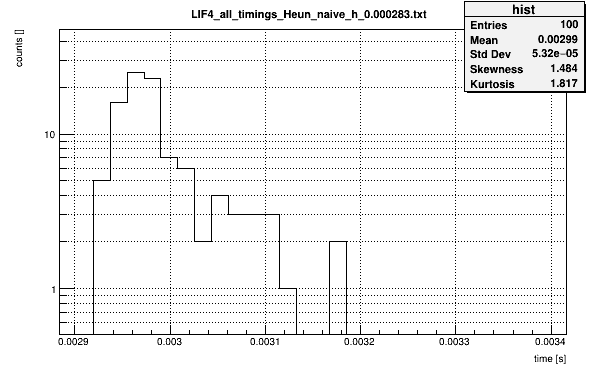 LIF4_all_timings_Heun_naive_h_0.000283.txt
hist
Entries 100
Mean 0.00299
Std Dev 5.32e−05
Skewness 1.484
Kurtosis 1.817
counts []
10
1
0.0029 0.003 0.0031 0.0032 0.0033 0.0034
time [s]